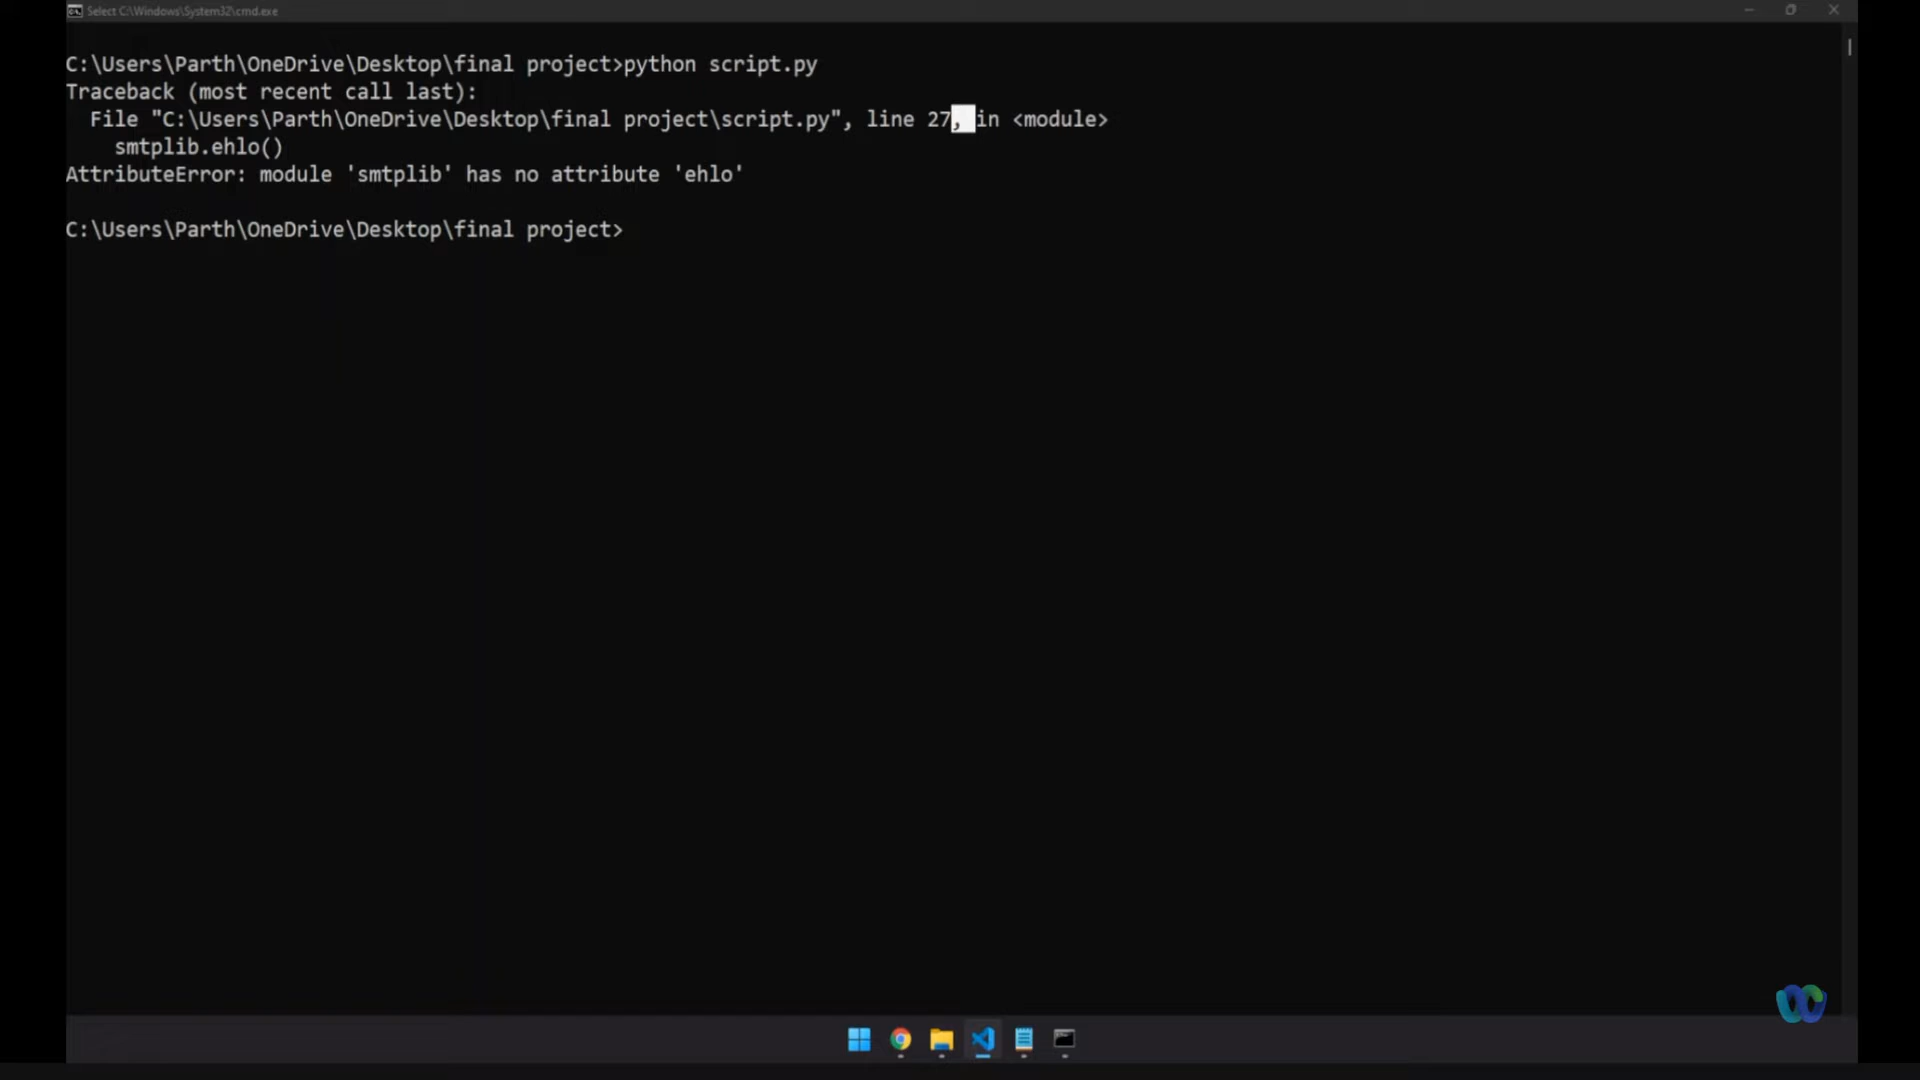 Select C:\Windows\System32\cmd.exe
C:\Users\Parth\OneDrive\Desktop\final project>python script.py
Traceback (most recent call last):
  File "C:\Users\Parth\OneDrive\Desktop\final project\script.py", line 27, in <module>
    smtplib.ehlo()
AttributeError: module 'smtplib' has no attribute 'ehlo'
C:\Users\Parth\OneDrive\Desktop\final project>